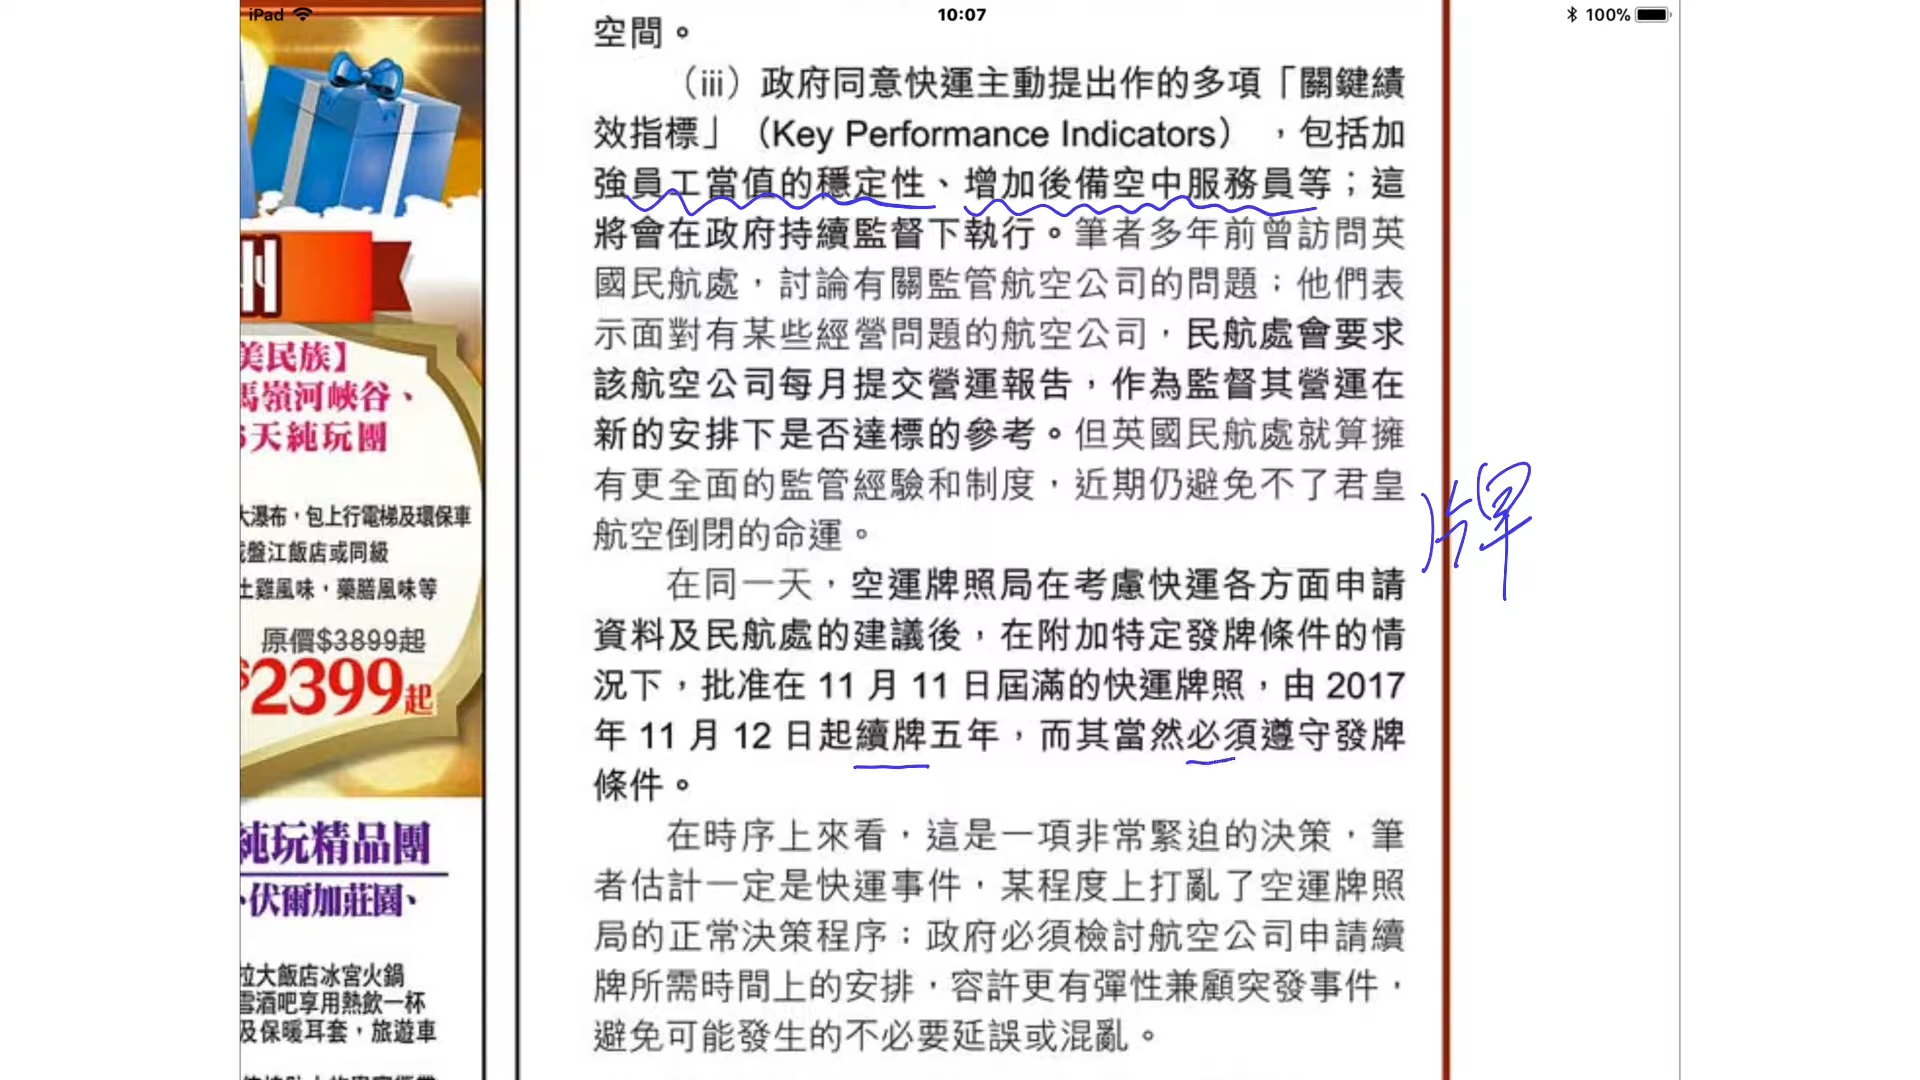 iPad
10:07
100%
空間。
（iii）政府同意快運主動提出作的多項「關鍵績
效指標」（Key Performance Indicators），包括加
強員工當值的穩定性、增加後備空中服務員等；這
將會在政府持續監督下執行。筆者多年前曾訪問英
國民航處，討論有關監管航空公司的問題；他們表
示面對有某些經營問題的航空公司，民航處會要求
該航空公司每月提交營運報告，作為監督其營運在
新的安排下是否達標的參考。但英國民航處就算擁
有更全面的監管經驗和制度，近期仍避免不了君皇
航空倒閉的命運。
在同一天，空運牌照局在考慮快運各方面申請
資料及民航處的建議後，在附加特定發牌條件的情
況下，批准在 11 月 11 日屆滿的快運牌照，由 2017
年 11 月 12 日起續牌五年，而其當然必須遵守發牌
條件。
在時序上來看，這是一項非常緊迫的決策，筆
者估計一定是快運事件，某程度上打亂了空運牌照
局的正常決策程序；政府必須檢討航空公司申請續
牌所需時間上的安排，容許更有彈性兼顧突發事件，
避免可能發生的不必要延誤或混亂。
牌
美民族】
馬嶺河峽谷、
天純玩團
大瀑布，包上行電梯及環保車
盤江飯店或同級
土雞風味，藥膳風味等
原價$3899起
$2399起
純玩精品團
、伏爾加莊園、
拉大飯店冰宮火鍋
雪酒吧享用熱飲一杯
及保暖耳套，旅遊車